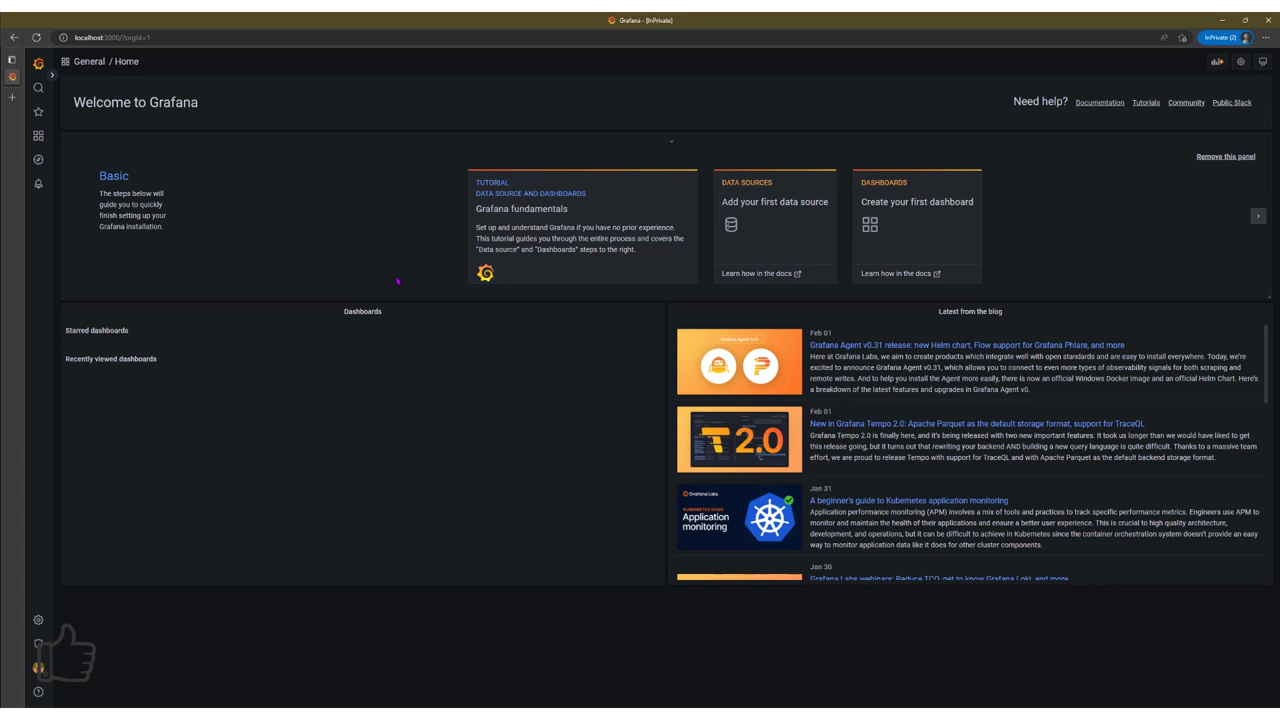 Grafana - [InPrivate]
localhost:3000/?orgId=1
InPrivate (2)
General / Home
Welcome to Grafana
Need help? Documentation Tutorials Community Public Slack
Remove this panel
Basic
The steps below will
guide you to quickly
finish setting up your
Grafana installation.
TUTORIAL
DATA SOURCE AND DASHBOARDS
Grafana fundamentals
Set up and understand Grafana if you have no prior experience.
This tutorial guides you through the entire process and covers the
“Data source” and “Dashboards” steps to the right.
DATA SOURCES
Add your first data source
Learn how in the docs
DASHBOARDS
Create your first dashboard
Learn how in the docs
Dashboards
Starred dashboards
Recently viewed dashboards
Latest from the blog
Grafana Agent 0.31
Feb 01
Grafana Agent v0.31 release: new Helm chart, Flow support for Grafana Phlare, and more
Here at Grafana Labs, we aim to create products which integrate well with open standards and are easy to install everywhere. Today, we're
excited to announce Grafana Agent v0.31, which allows you to connect to even more types of observability signals for both scraping and
remote writes. And to help you install the Agent more easily, there is now an official Windows Docker image and an official Helm Chart. Here's
a breakdown of the latest features and upgrades in Grafana Agent v0.
T 2.0
Feb 01
New in Grafana Tempo 2.0: Apache Parquet as the default storage format, support for TraceQL
Grafana Tempo 2.0 is finally here, and it's being released with two new important features. It took us longer than we would have liked to get
this release going, but it turns out that rewriting your backend AND building a new query language is quite difficult. Thanks to a massive team
effort, we are proud to release Tempo with support for TraceQL and with Apache Parquet as the default backend storage format.
Grafana Labs
KUBERNETES GUIDE
Application
monitoring
Jan 31
A beginner's guide to Kubernetes application monitoring
Application performance monitoring (APM) involves a mix of tools and practices to track specific performance metrics. Engineers use APM to
monitor and maintain the health of their applications and ensure a better user experience. This is crucial to high quality architecture,
development, and operations, but it can be difficult to achieve in Kubernetes since the container orchestration system doesn't provide an easy
way to monitor application data like it does for other cluster components.
Jan 30
Grafana Labs webinars: Reduce TCO, get to know Grafana Loki, and more